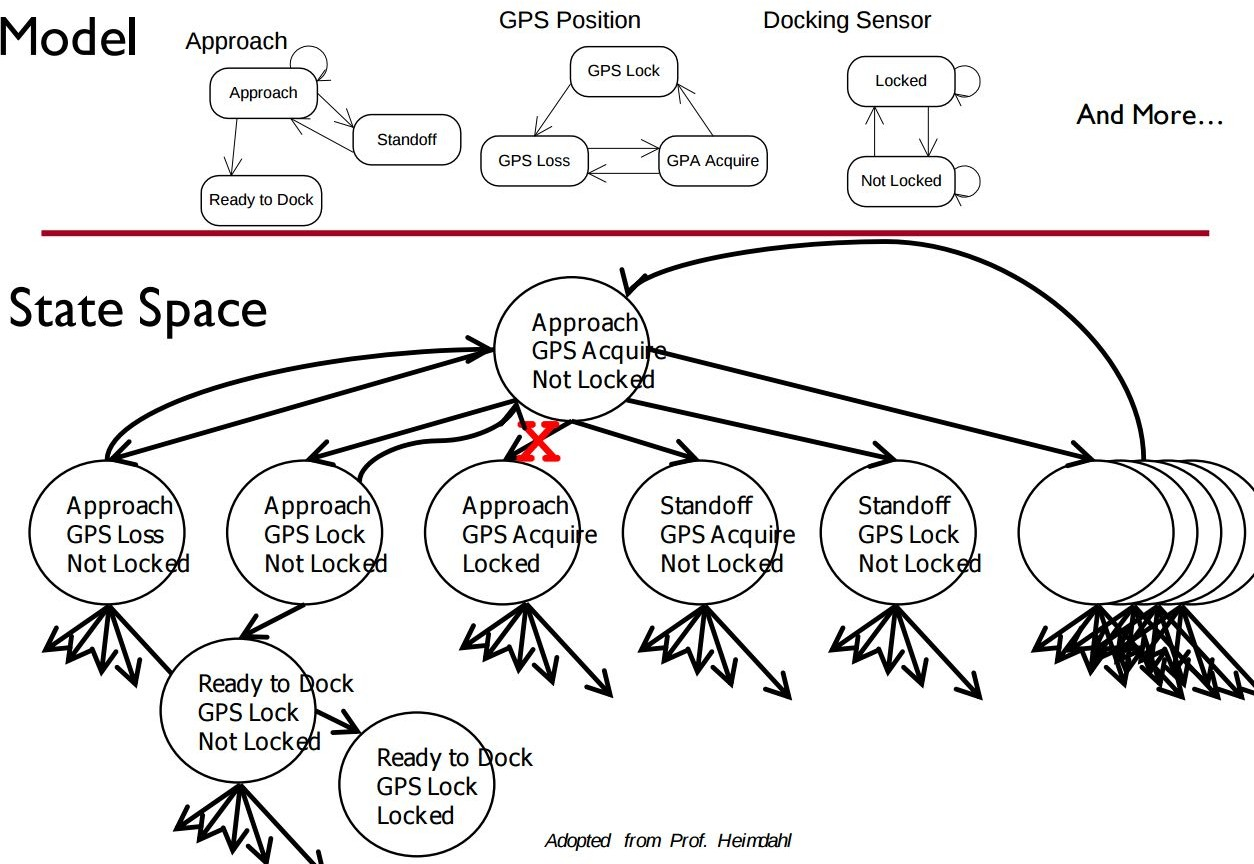 Model
Approach
GPS Position
Docking Sensor
Approach
Standoff
Ready to Dock
GPS Lock
GPS Loss
GPA Acquire
Locked
Not Locked
And More...
State Space
Approach
GPS Acquire
Not Locked
X
Approach
GPS Loss
Not Locked
Approach
GPS Lock
Not Locked
Approach
GPS Acquire
Locked
Standoff
GPS Acquire
Not Locked
Standoff
GPS Lock
Not Locked
Ready to Dock
GPS Lock
Not Locked
Ready to Dock
GPS Lock
Locked
Adopted from Prof. Heimdahl